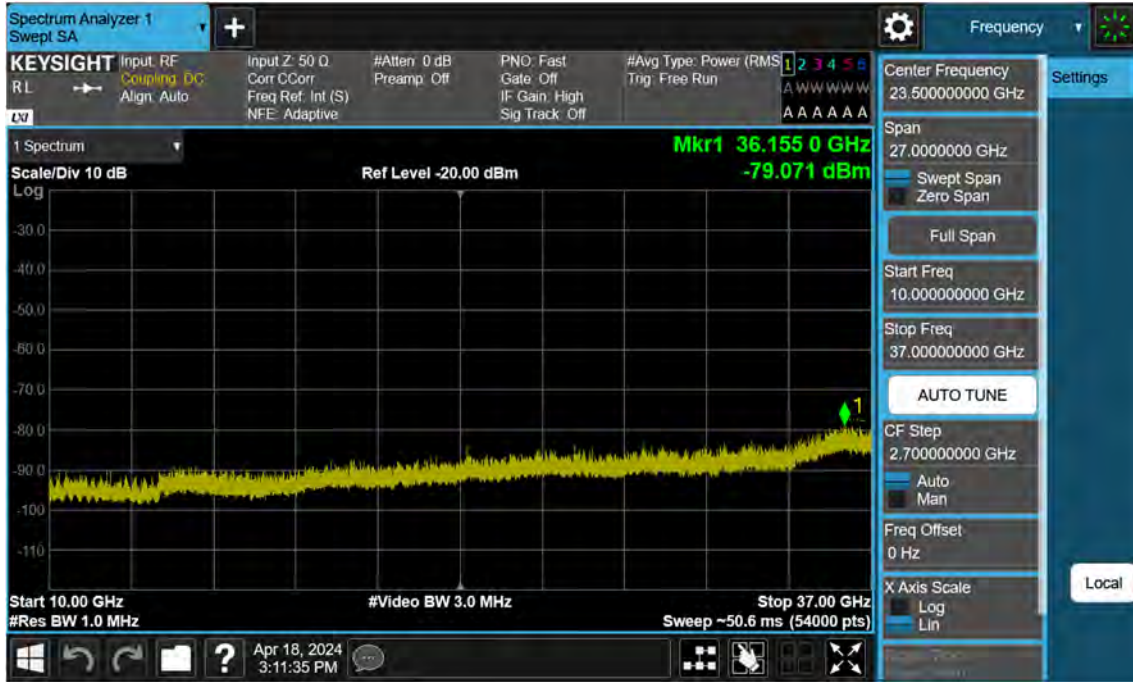 Spectrum Analyzer 1
Swept SA
Frequency
KEYSIGHT
RL
LXI
Input: RF
Coupling: DC
Align: Auto
Input Z: 50 Ω
Corr CCorr
Freq Ref: Int (S)
NFE: Adaptive
#Atten: 0 dB
Preamp: Off
PNO: Fast
Gate: Off
IF Gain: High
Sig Track: Off
#Avg Type: Power (RMS
Trig: Free Run
1 2 3 4 5 6
A W W W W W
A A A A A A
1 Spectrum
Mkr1 36.155 0 GHz
-79.071 dBm
Scale/Div 10 dB
Ref Level -20.00 dBm
Log
-30.0
-40.0
-50.0
-60.0
-70.0
-80.0
-90.0
-100
-110
1
Start 10.00 GHz
#Video BW 3.0 MHz
Stop 37.00 GHz
#Res BW 1.0 MHz
Sweep ~50.6 ms (54000 pts)
?
Apr 18, 2024
3:11:35 PM
Center Frequency
23.500000000 GHz
Settings
Span
27.0000000 GHz
Swept Span
Zero Span
Full Span
Start Freq
10.000000000 GHz
Stop Freq
37.000000000 GHz
AUTO TUNE
CF Step
2.700000000 GHz
Auto
Man
Freq Offset
0 Hz
X Axis Scale
Log
Lin
Local